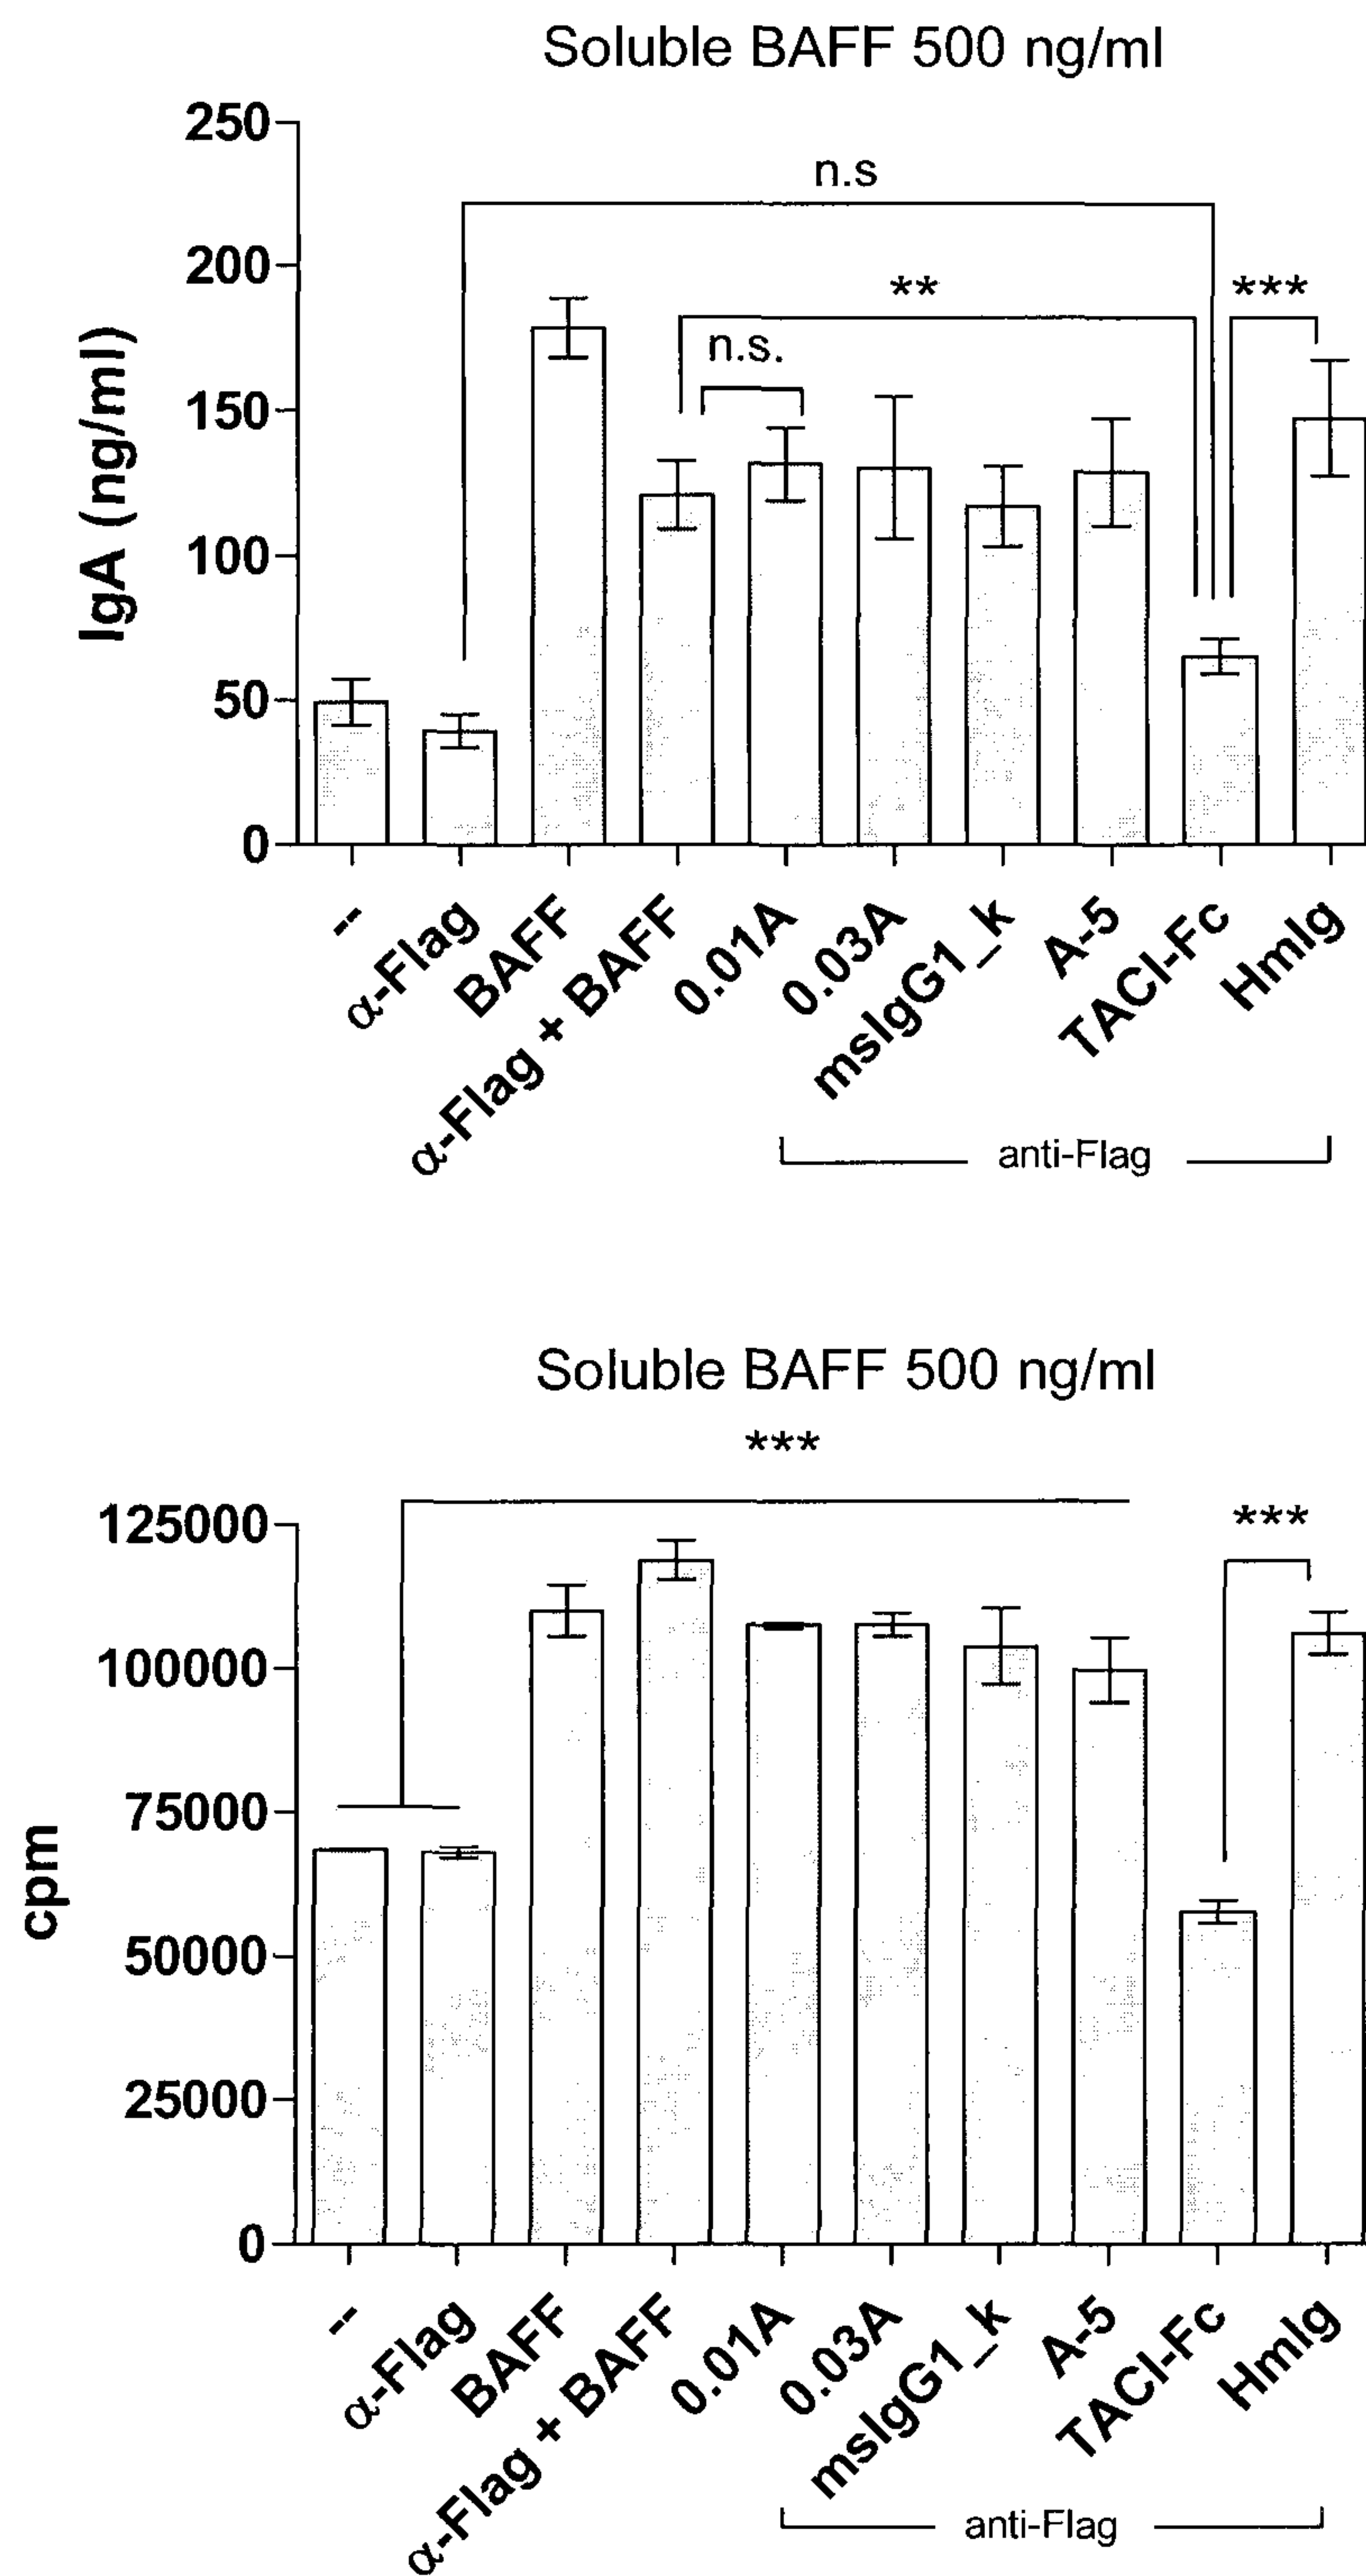 Soluble BAFF 500 ng/ml
250
n.s
200
**
***
n.s.
150
IgA (ng/ml)
100
50
0
--
α-Flag
BAFF
α-Flag + BAFF
0.01A
0.03A
msIgG1_k
A-5
TACI-Fc
HmIg
anti-Flag
Soluble BAFF 500 ng/ml
***
125000
***
100000
75000
cpm
50000
25000
0
--
α-Flag
BAFF
α-Flag + BAFF
0.01A
0.03A
msIgG1_k
A-5
TACI-Fc
HmIg
anti-Flag